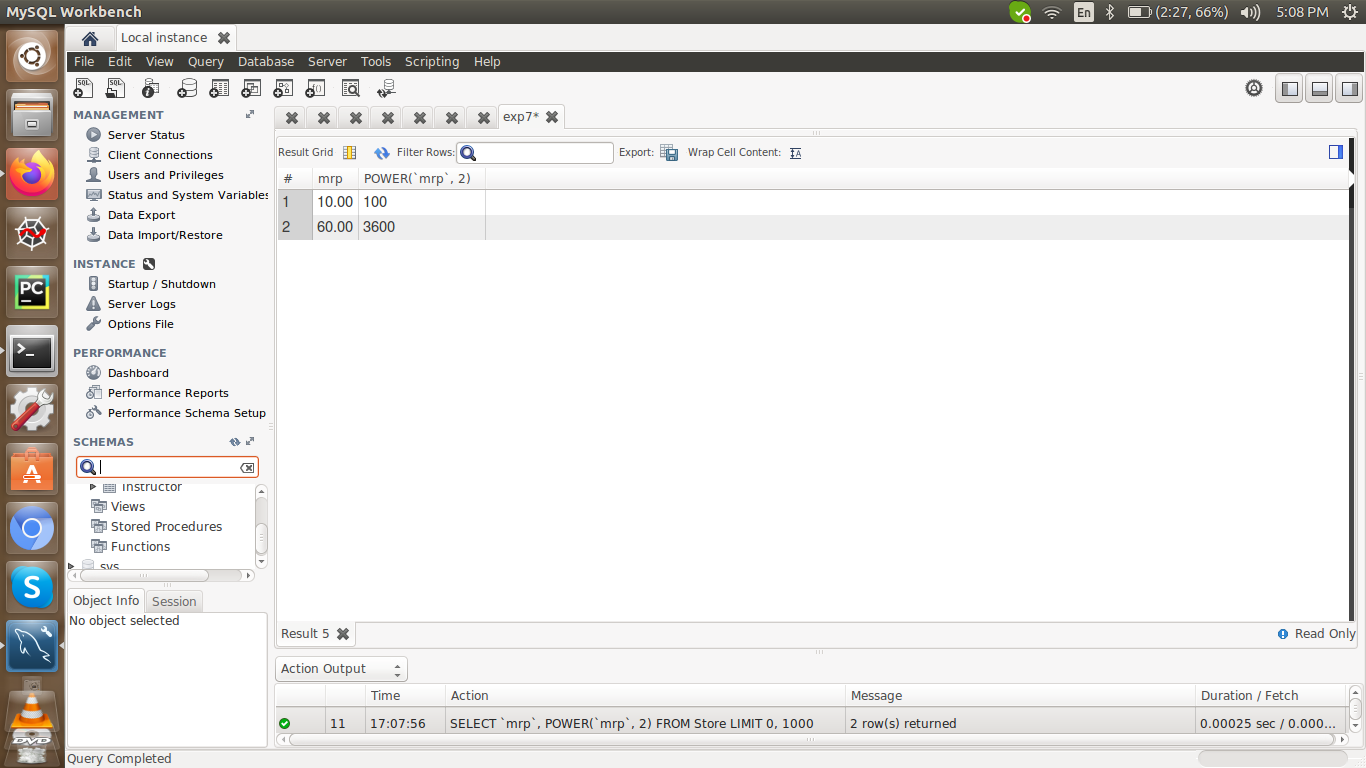 MySQL Workbench
En (2:27, 66%) 5:08 PM
Local instance
File Edit View Query Database Server Tools Scripting Help
MANAGEMENT
Server Status
Client Connections
Users and Privileges
Status and System Variables
Data Export
Data Import/Restore
INSTANCE
Startup / Shutdown
Server Logs
Options File
PERFORMANCE
Dashboard
Performance Reports
Performance Schema Setup
SCHEMAS
Instructor
Views
Stored Procedures
Functions
sys
Object Info Session
No object selected
exp7*
Result Grid Filter Rows: Export: Wrap Cell Content:
# mrp POWER(`mrp`, 2)
1 10.00 100
2 60.00 3600
Result 5 Read Only
Action Output
Time Action Message Duration / Fetch
11 17:07:56 SELECT `mrp`, POWER(`mrp`, 2) FROM Store LIMIT 0, 1000 2 row(s) returned 0.00025 sec / 0.000...
Query Completed